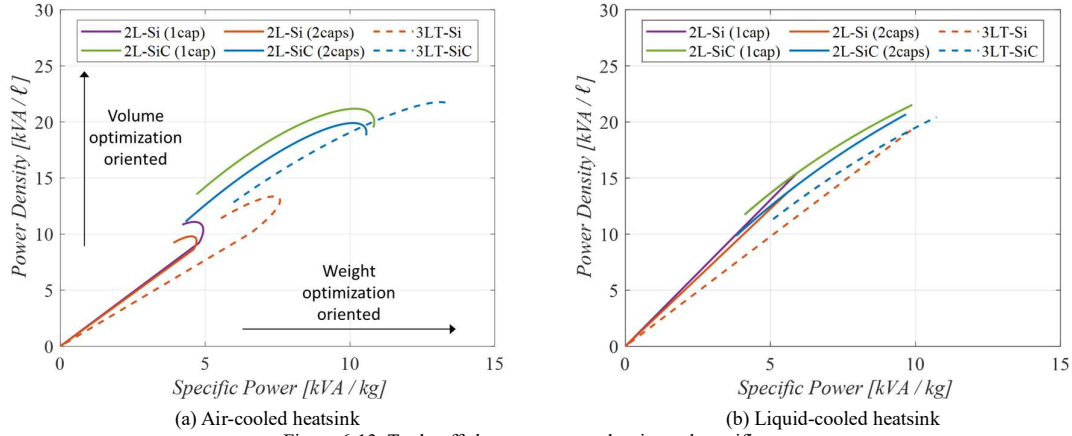 2L-Si (1cap) 2L-Si (2caps) 3LT-Si
2L-SiC (1cap) 2L-SiC (2caps) 3LT-SiC
30
25
20
15
10
5
0
Power Density [kVA / ℓ]
Volume
optimization
oriented
Weight
optimization
oriented
0 5 10 15
Specific Power [kVA / kg]
(a) Air-cooled heatsink
2L-Si (1cap) 2L-Si (2caps) 3LT-Si
2L-SiC (1cap) 2L-SiC (2caps) 3LT-SiC
30
25
20
15
10
5
0
Power Density [kVA / ℓ]
0 5 10 15
Specific Power [kVA / kg]
(b) Liquid-cooled heatsink